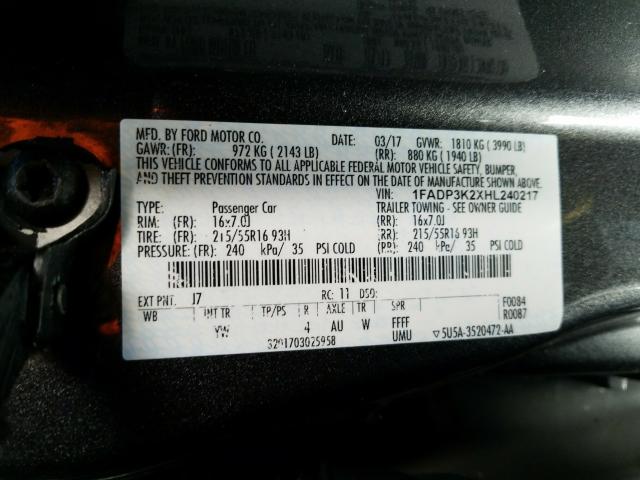 MFD. BY FORD MOTOR CO. DATE: 03/17 GVWR: 1810 KG ( 3990 LB)
GAWR: (FR): 972 KG ( 2143 LB) (RR): 880 KG ( 1940 LB)
THIS VEHICLE CONFORMS TO ALL APPLICABLE FEDERAL MOTOR VEHICLE SAFETY, BUMPER,
AND THEFT PREVENTION STANDARDS IN EFFECT ON THE DATE OF MANUFACTURE SHOWN ABOVE.
VIN: 1FADP3K2XHL240217
TYPE: Passenger Car TRAILER TOWING - SEE OWNER GUIDE
RIM: (FR): 16x7.0J (RR): 16x7.0J
TIRE: (FR): 215/55R16 93H (RR): 215/55R16 93H
PRESSURE: (FR): 240 kPa/ 35 PSI COLD (RR): 240 kPa/ 35 PSI COLD
EXT PNT: J7 RC: 11 DSO: F0084
WB INT TR TP/PS R AXLE TR SPR R0087
YW 4 AU W FFFF
3201703025958 UMU ▽ 5U5A-3520472-AA